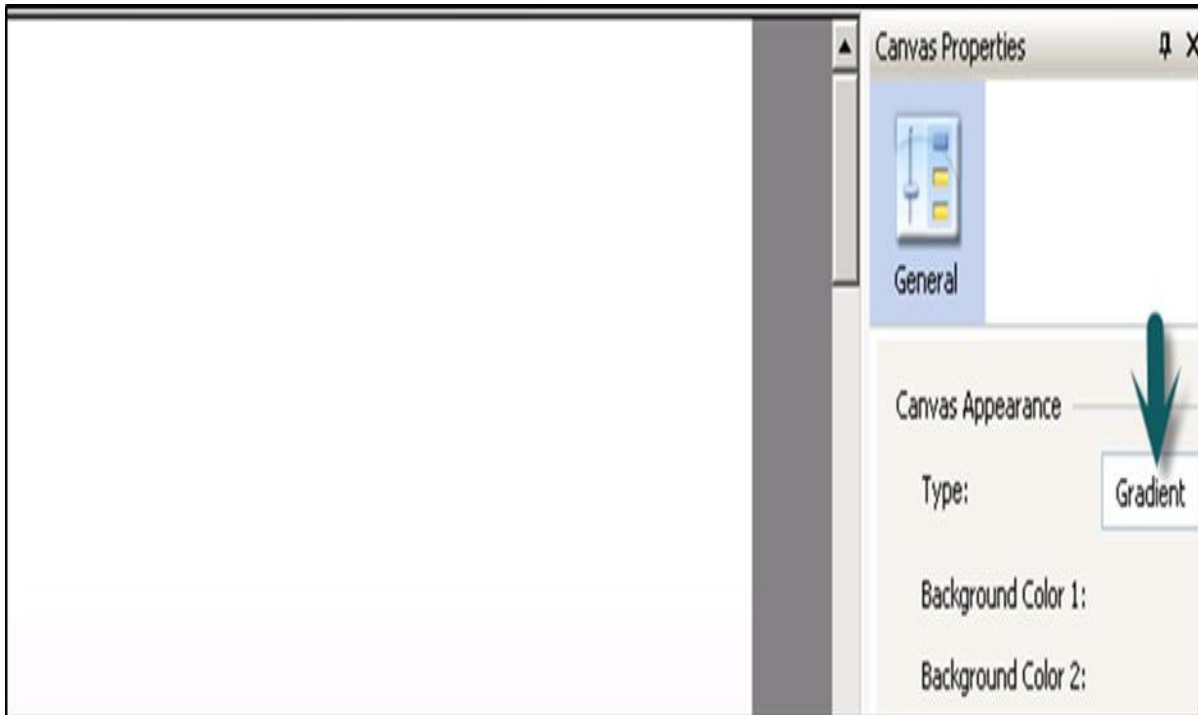 Canvas Properties
General
Canvas Appearance
Type: Gradient
Background Color 1:
Background Color 2: